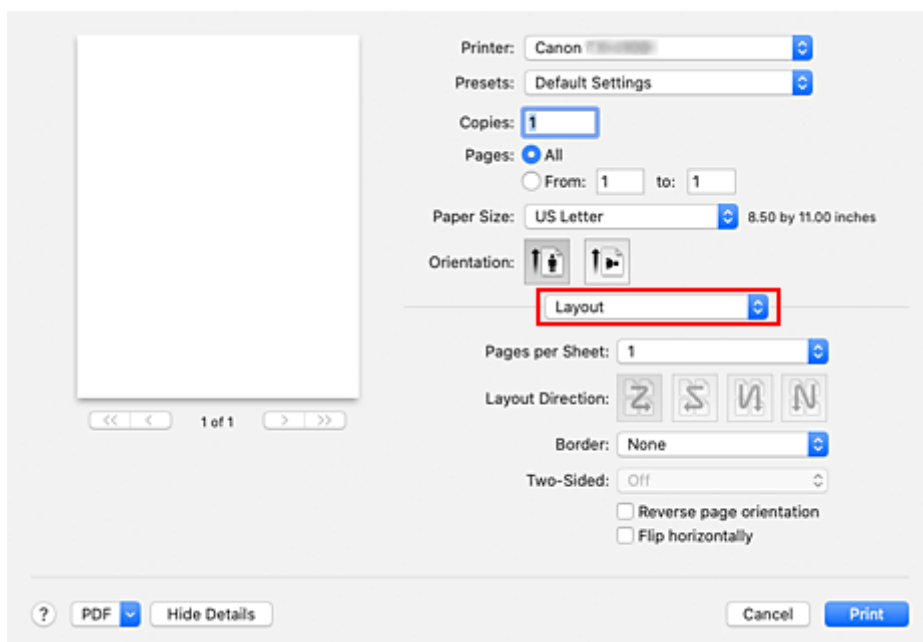 Printer: Canon
Presets: Default Settings
Copies: 1
Pages: All
From: 1 to: 1
Paper Size: US Letter 8.50 by 11.00 inches
Orientation:
Layout
Pages per Sheet: 1
Layout Direction:
Border: None
Two-Sided: Off
Reverse page orientation
Flip horizontally
<< < 1 of 1 > >>
? PDF Hide Details Cancel Print